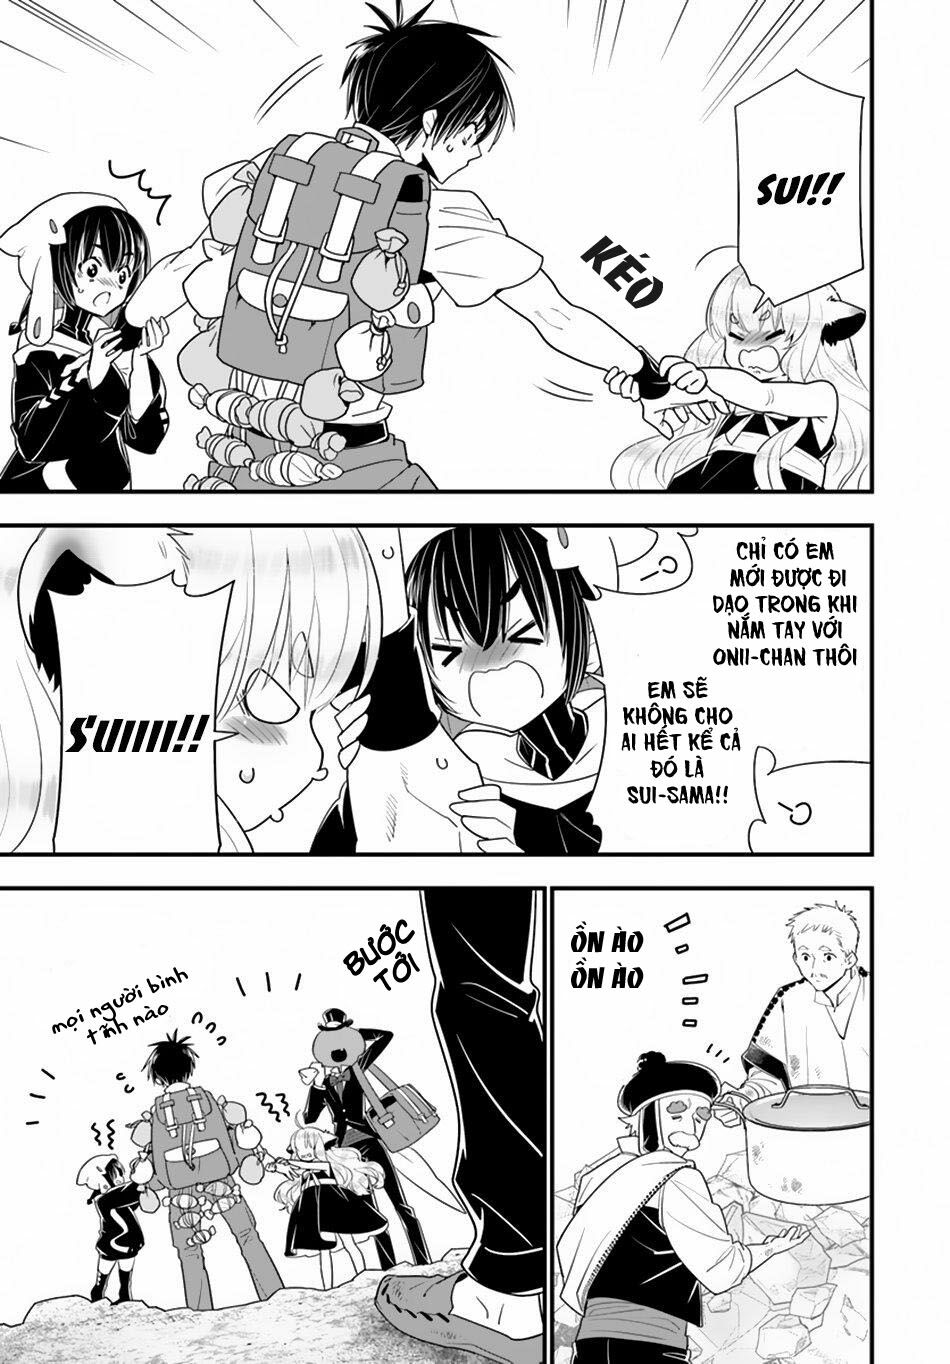 SUI!!
KÉO
CHỈ CÓ EM
MỚI ĐƯỢC ĐI
DẠO TRONG KHI
NẮM TAY VỚI
ONII-CHAN THÔI
EM SẼ
KHÔNG CHO
AI HẾT KỂ CẢ
ĐÓ LÀ
SUI-SAMA!!
SUIIII!!
ỒN ÀO
ỒN ÀO
BƯỚC
TỚI
mọi người bình
tĩnh nào